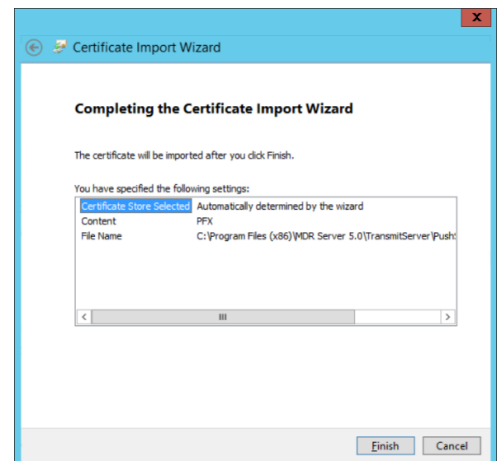 x
Certificate Import Wizard
Completing the Certificate Import Wizard
The certificate will be imported after you click Finish.
You have specified the following settings:
Certificate Store Selected Automatically determined by the wizard
Content PFX
File Name C:\Program Files (x86)\MDR Server 5.0\TransmitServer\Push
Finish Cancel